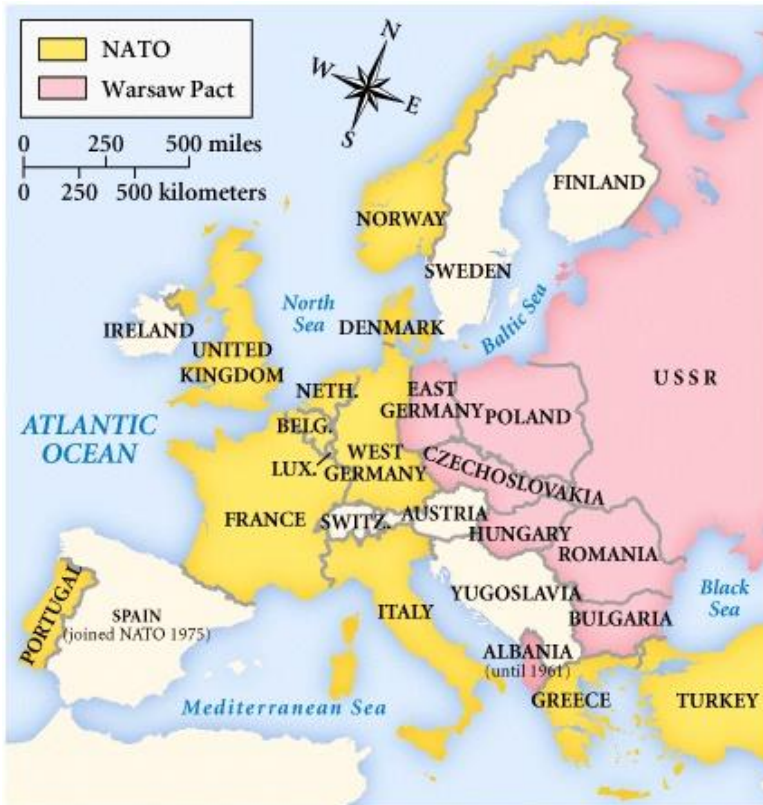 NATO
Warsaw Pact
0 250 500 miles
0 250 500 kilometers
N
W
E
S
NORWAY
SWEDEN
FINLAND
North
Sea
Baltic Sea
IRELAND
UNITED
KINGDOM
DENMARK
NETH.
BELG.
LUX.
WEST
GERMANY
EAST
GERMANY
POLAND
USSR
ATLANTIC
OCEAN
CZECHOSLOVAKIA
FRANCE
SWITZ.
AUSTRIA
HUNGARY
ROMANIA
YUGOSLAVIA
BULGARIA
Black
Sea
PORTUGAL
SPAIN
(joined NATO 1975)
ITALY
ALBANIA
(until 1961)
GREECE
TURKEY
Mediterranean Sea